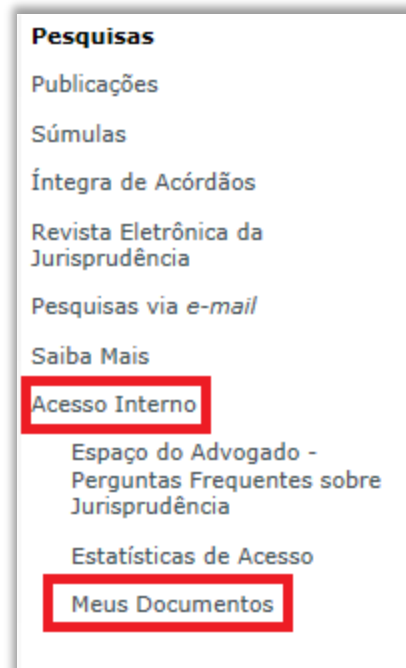 Pesquisas
Publicações
Súmulas
Íntegra de Acórdãos
Revista Eletrônica da
Jurisprudência
Pesquisas via e-mail
Saiba Mais
Acesso Interno
Espaço do Advogado -
Perguntas Frequentes sobre
Jurisprudência
Estatísticas de Acesso
Meus Documentos